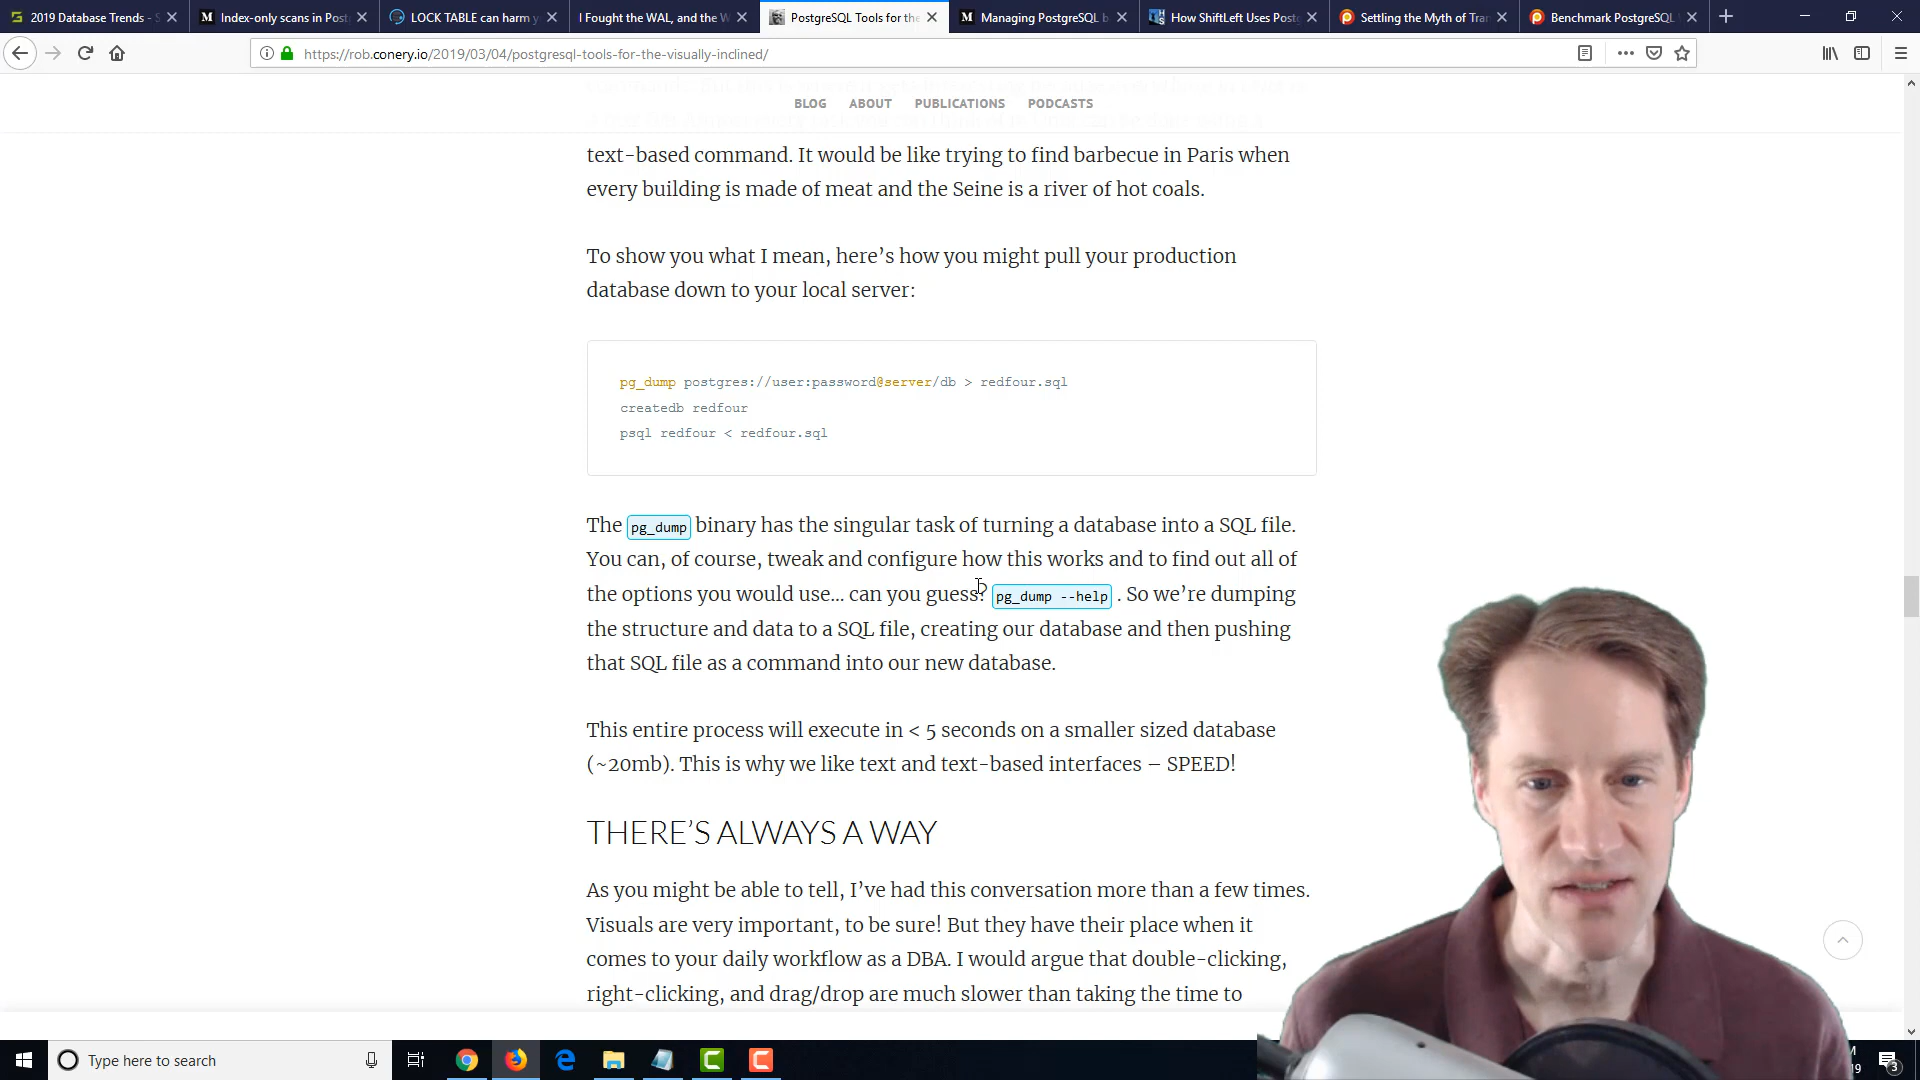 2019 Database Trends - S
Index-only scans in Post
LOCK TABLE can harm y
I Fought the WAL, and the W
PostgreSQL Tools for the
Managing PostgreSQL b
How ShiftLeft Uses Postg
Settling the Myth of Tran
Benchmark PostgreSQL
https://rob.conery.io/2019/03/04/postgresql-tools-for-the-visually-inclined/
BLOG ABOUT PUBLICATIONS PODCASTS
text-based command. It would be like trying to find barbecue in Paris when
every building is made of meat and the Seine is a river of hot coals.
To show you what I mean, here’s how you might pull your production
database down to your local server:
pg_dump postgres://user:password@server/db > redfour.sql
createdb redfour
psql redfour < redfour.sql
The pg_dump binary has the singular task of turning a database into a SQL file.
You can, of course, tweak and configure how this works and to find out all of
the options you would use… can you guess? pg_dump --help . So we’re dumping
the structure and data to a SQL file, creating our database and then pushing
that SQL file as a command into our new database.
This entire process will execute in < 5 seconds on a smaller sized database
(~20mb). This is why we like text and text-based interfaces – SPEED!
THERE’S ALWAYS A WAY
As you might be able to tell, I’ve had this conversation more than a few times.
Visuals are very important, to be sure! But they have their place when it
comes to your daily workflow as a DBA. I would argue that double-clicking,
right-clicking, and drag/drop are much slower than taking the time to
Type here to search
M
19
3